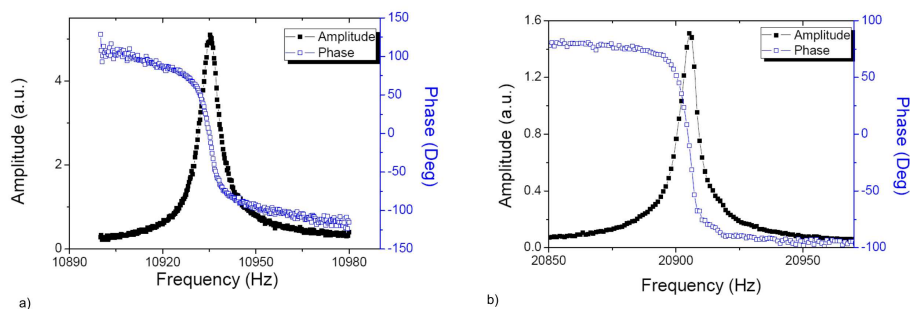 Amplitude
Phase
Amplitude (a.u.)
4
2
0
150
100
50
0
-50
-100
-150
Phase (Deg)
10890
10920
10950
10980
Frequency (Hz)
a)
Amplitude
Phase
Amplitude (a.u.)
1.6
1.2
0.8
0.4
0.0
100
50
0
-50
-100
Phase (Deg)
20850
20900
20950
Frequency (Hz)
b)